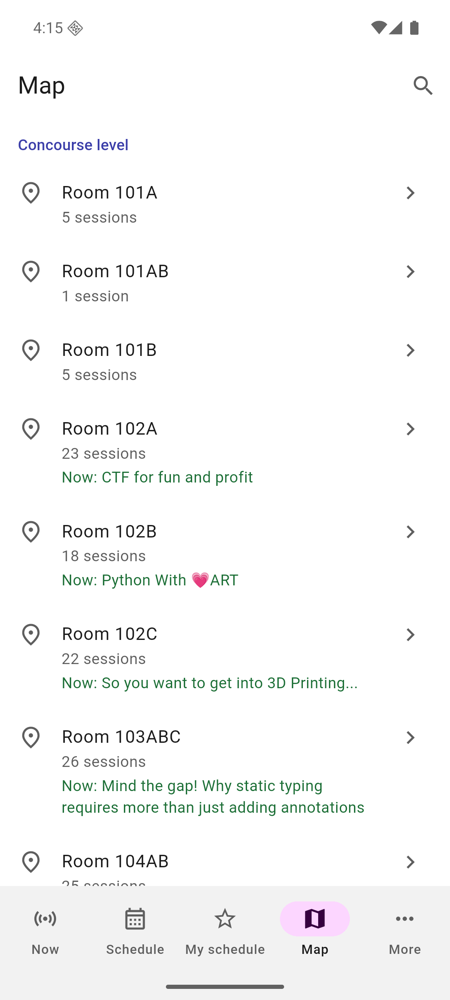 4:15
Map
Concourse level
Room 101A
5 sessions
Room 101AB
1 session
Room 101B
5 sessions
Room 102A
23 sessions
Now: CTF for fun and profit
Room 102B
18 sessions
Now: Python With 💗ART
Room 102C
22 sessions
Now: So you want to get into 3D Printing...
Room 103ABC
26 sessions
Now: Mind the gap! Why static typing
requires more than just adding annotations
Room 104AB
25 sessions
Now
Schedule
My schedule
Map
More